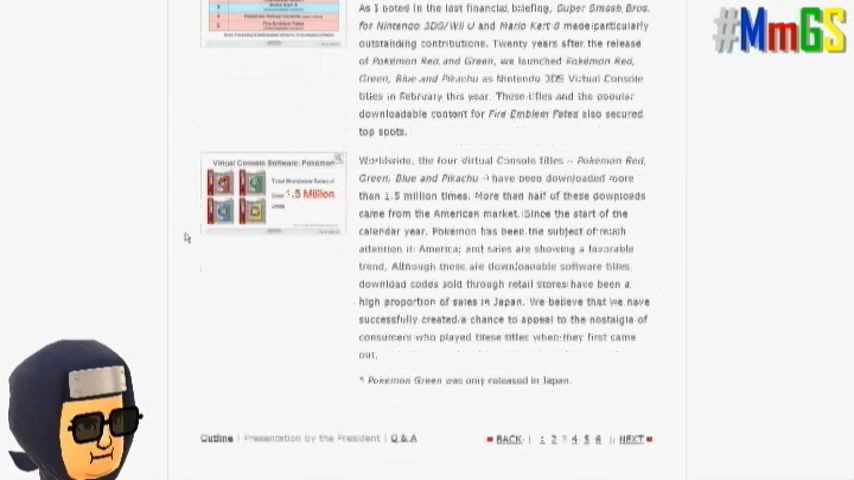 #MmGS
As I noted in the last financial briefing, Super Smash Bros.
for Nintendo 3DS/Wii U and Mario Kart 8 made particularly
outstanding contributions. Twenty years after the release
of Pokémon Red and Green, we launched Pokémon Red,
Green, Blue and Pikachu as Nintendo 3DS Virtual Console
titles in February this year. These titles and the popular
downloadable content for Fire Emblem Fates also secured
top spots.
Pokémon Virtual Console
Fire Emblem Fates
Virtual Console Software: Pokémon
Total Worldwide Sales of
Over 1.5 Million
units
Worldwide, the four Virtual Console titles – Pokémon Red,
Green, Blue and Pikachu – have been downloaded more
than 1.5 million times. More than half of these downloads
came from the American market. Since the start of the
calendar year, Pokémon has been the subject of much
attention in America; and sales are showing a favorable
trend. Although these are downloadable software titles,
download codes sold through retail stores have been a
high proportion of sales in Japan. We believe that we have
successfully created a chance to appeal to the nostalgia of
consumers who played these titles when they first came
out.
* Pokémon Green was only released in Japan.
Outline | Presentation by the President | Q & A
BACK | 1 2 3 4 5 6 | NEXT